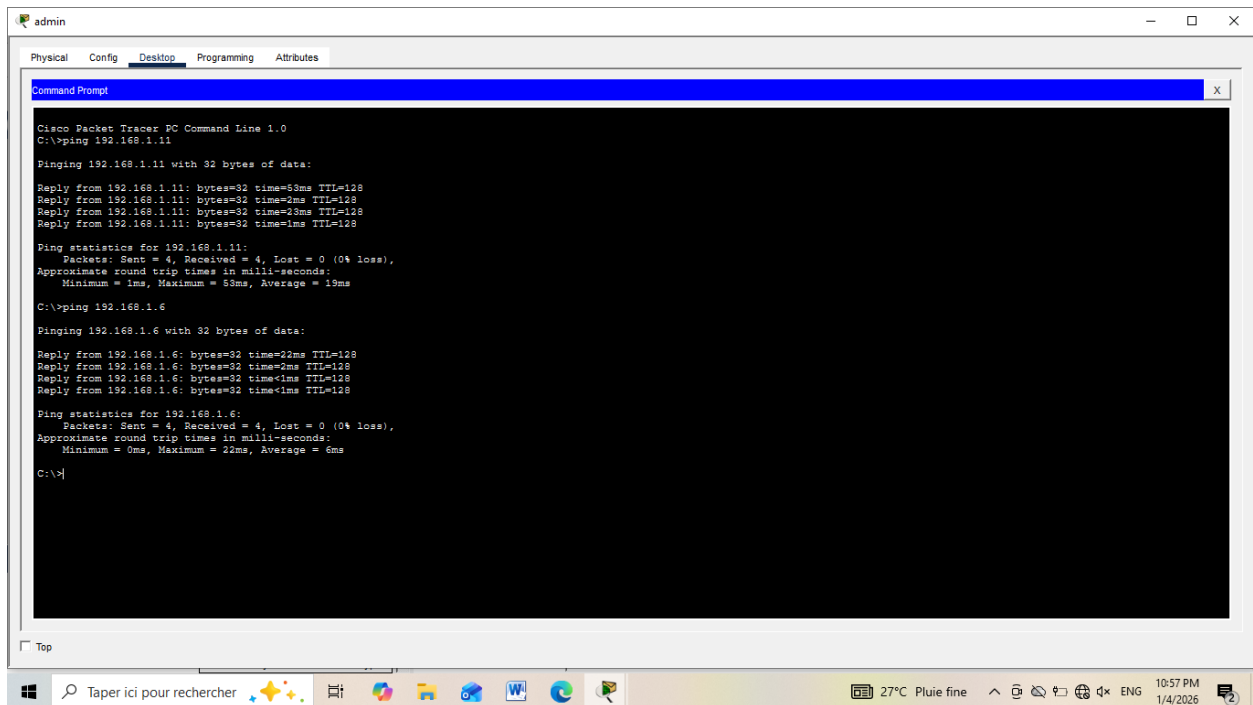 admin
Physical Config Desktop Programming Attributes
Command Prompt
X
Cisco Packet Tracer PC Command Line 1.0
C:\>ping 192.168.1.11
Pinging 192.168.1.11 with 32 bytes of data:
Reply from 192.168.1.11: bytes=32 time=53ms TTL=128
Reply from 192.168.1.11: bytes=32 time=2ms TTL=128
Reply from 192.168.1.11: bytes=32 time=23ms TTL=128
Reply from 192.168.1.11: bytes=32 time=1ms TTL=128
Ping statistics for 192.168.1.11:
Packets: Sent = 4, Received = 4, Lost = 0 (0% loss),
Approximate round trip times in milli-seconds:
Minimum = 1ms, Maximum = 53ms, Average = 19ms
C:\>ping 192.168.1.6
Pinging 192.168.1.6 with 32 bytes of data:
Reply from 192.168.1.6: bytes=32 time=22ms TTL=128
Reply from 192.168.1.6: bytes=32 time=2ms TTL=128
Reply from 192.168.1.6: bytes=32 time<1ms TTL=128
Reply from 192.168.1.6: bytes=32 time<1ms TTL=128
Ping statistics for 192.168.1.6:
Packets: Sent = 4, Received = 4, Lost = 0 (0% loss),
Approximate round trip times in milli-seconds:
Minimum = 0ms, Maximum = 22ms, Average = 6ms
C:\>
Top
Taper ici pour rechercher
W
27°C Pluie fine
ENG
10:57 PM
1/4/2026
2